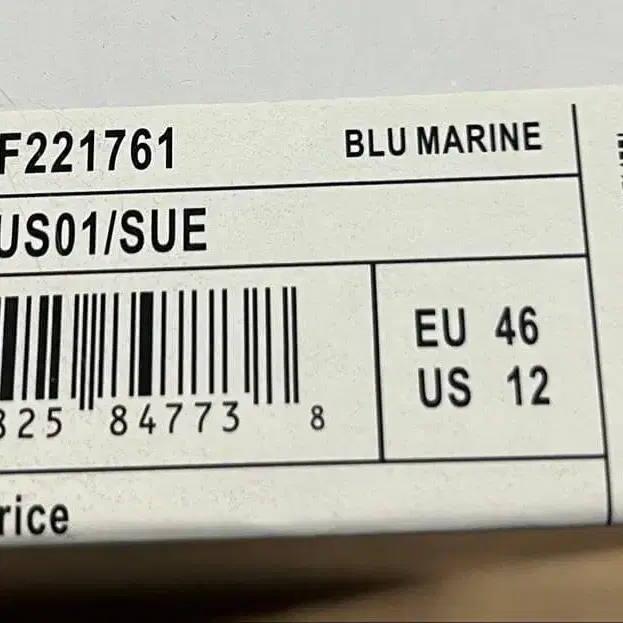 F221761 BLU MARINE
US01/SUE
EU 46
US 12
325 84773 8
rice